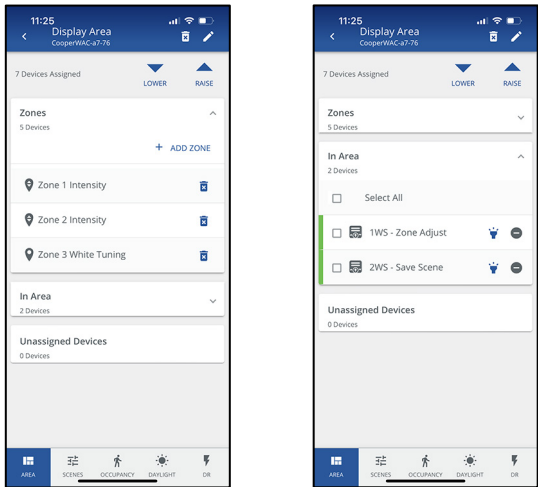 11:25
Display Area
CooperWAC-a7-76
7 Devices Assigned
LOWER
RAISE
Zones
5 Devices
+ ADD ZONE
Zone 1 Intensity
Zone 2 Intensity
Zone 3 White Tuning
In Area
2 Devices
Unassigned Devices
0 Devices
AREA
SCENES
OCCUPANCY
DAYLIGHT
DR
11:25
Display Area
CooperWAC-a7-76
7 Devices Assigned
LOWER
RAISE
Zones
5 Devices
In Area
2 Devices
Select All
1WS - Zone Adjust
2WS - Save Scene
Unassigned Devices
0 Devices
AREA
SCENES
OCCUPANCY
DAYLIGHT
DR